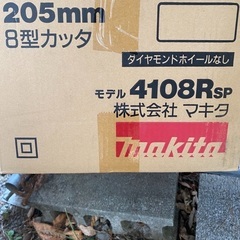 205mm
8型カッタ
ダイヤモンドホイールなし
モデル 4108RSP
株式会社 マキタ
makita